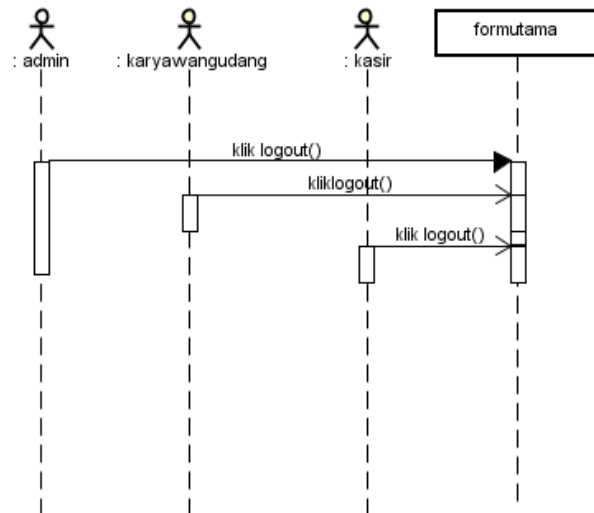 formutama
: admin
: karyawangudang
: kasir
klik logout()
kliklogout()
klik logout()